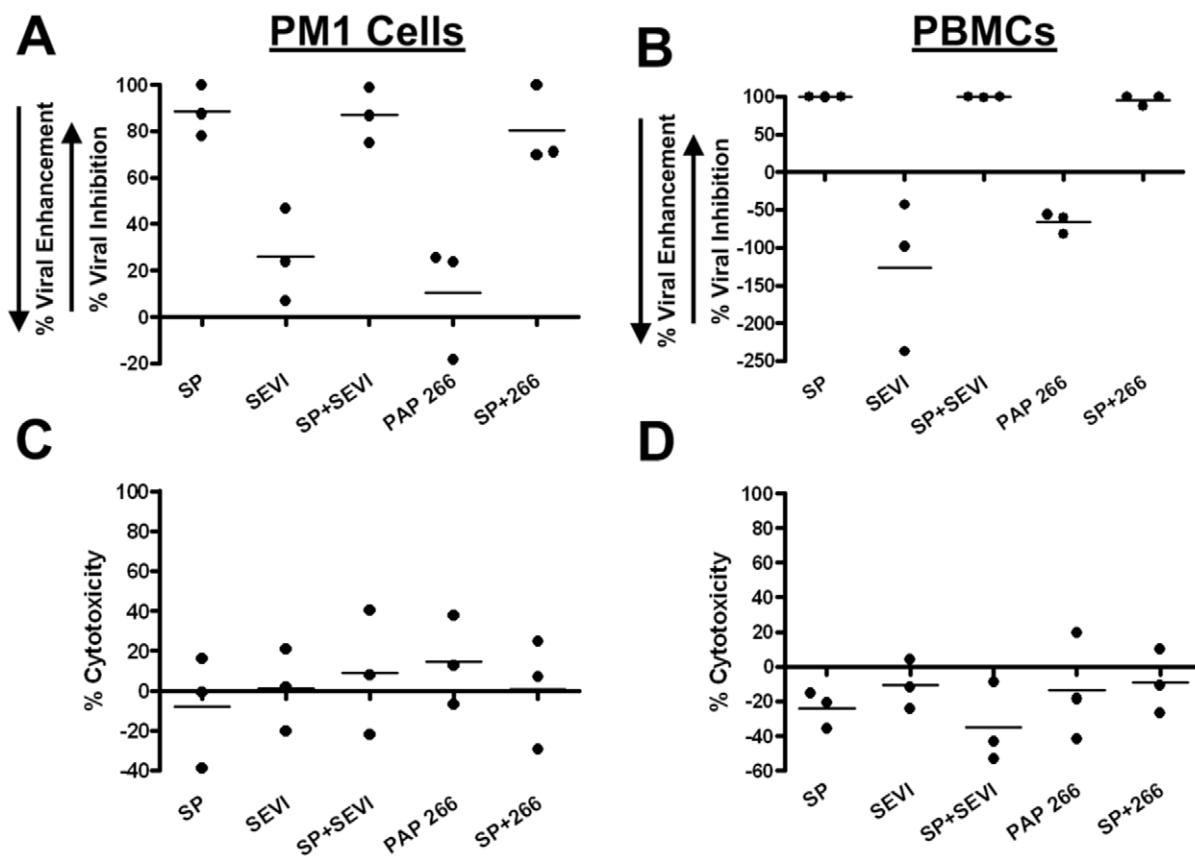 A
PM1 Cells
% Viral Enhancement
% Viral Inhibition
100
80
60
40
20
0
-20
SP
SEVI
SP+SEVI
PAP 266
SP+266
B
PBMCs
% Viral Enhancement
% Viral Inhibition
100
50
0
-50
-100
-150
-200
-250
SP
SEVI
SP+SEVI
PAP 266
SP+266
C
% Cytotoxicity
100
80
60
40
20
0
-20
-40
SP
SEVI
SP+SEVI
PAP 266
SP+266
D
% Cytotoxicity
100
80
60
40
20
0
-20
-40
-60
SP
SEVI
SP+SEVI
PAP 266
SP+266